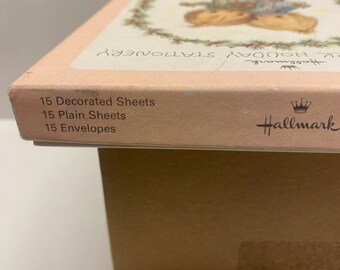 HOLIDAY STATIONERY
Hallmark
15 Decorated Sheets
15 Plain Sheets
15 Envelopes
Hallmark